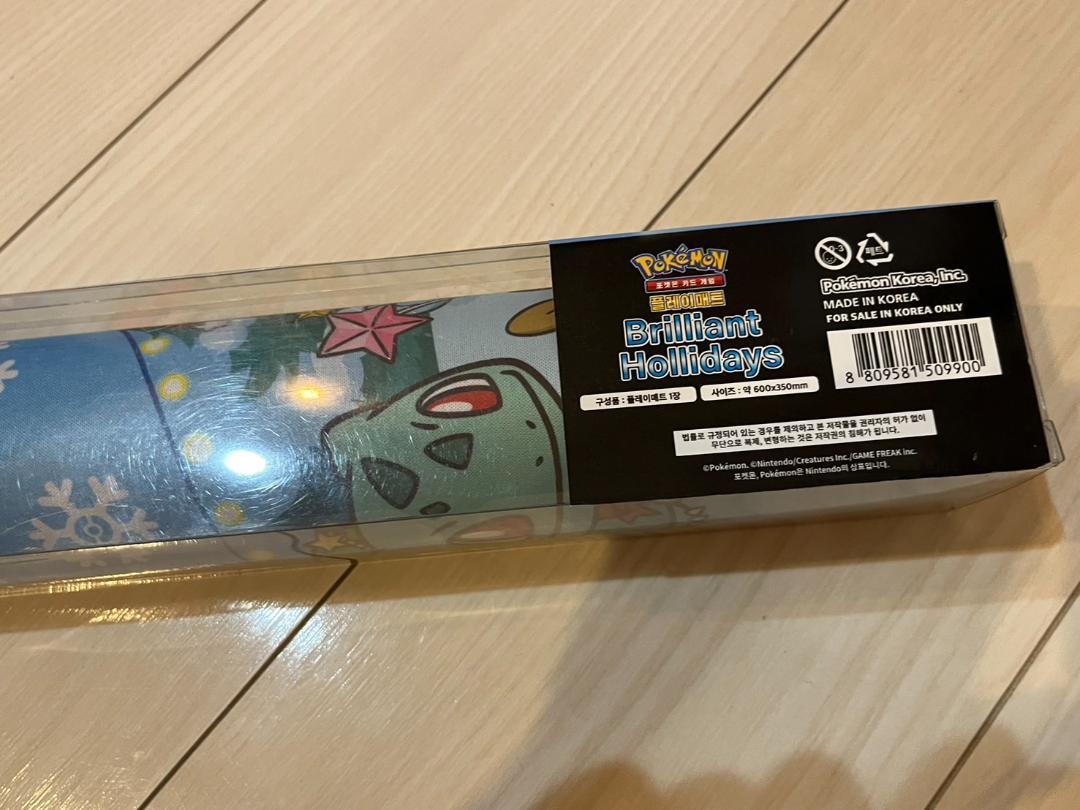 POKéMON
포켓몬 카드 게임
플레이매트
Brilliant
Hollidays
구성품 : 플레이매트 1장
사이즈 : 약 600x350mm
0-3
페트
Pokémon Korea, Inc.
MADE IN KOREA
FOR SALE IN KOREA ONLY
8 809581 509900
법률로 규정되어 있는 경우를 제외하고 본 저작물을 권리자의 허가 없이
무단으로 복제, 변형하는 것은 저작권의 침해가 됩니다.
©Pokémon. ©Nintendo/Creatures Inc./GAME FREAK inc.
포켓몬, Pokémon은 Nintendo의 상표입니다.